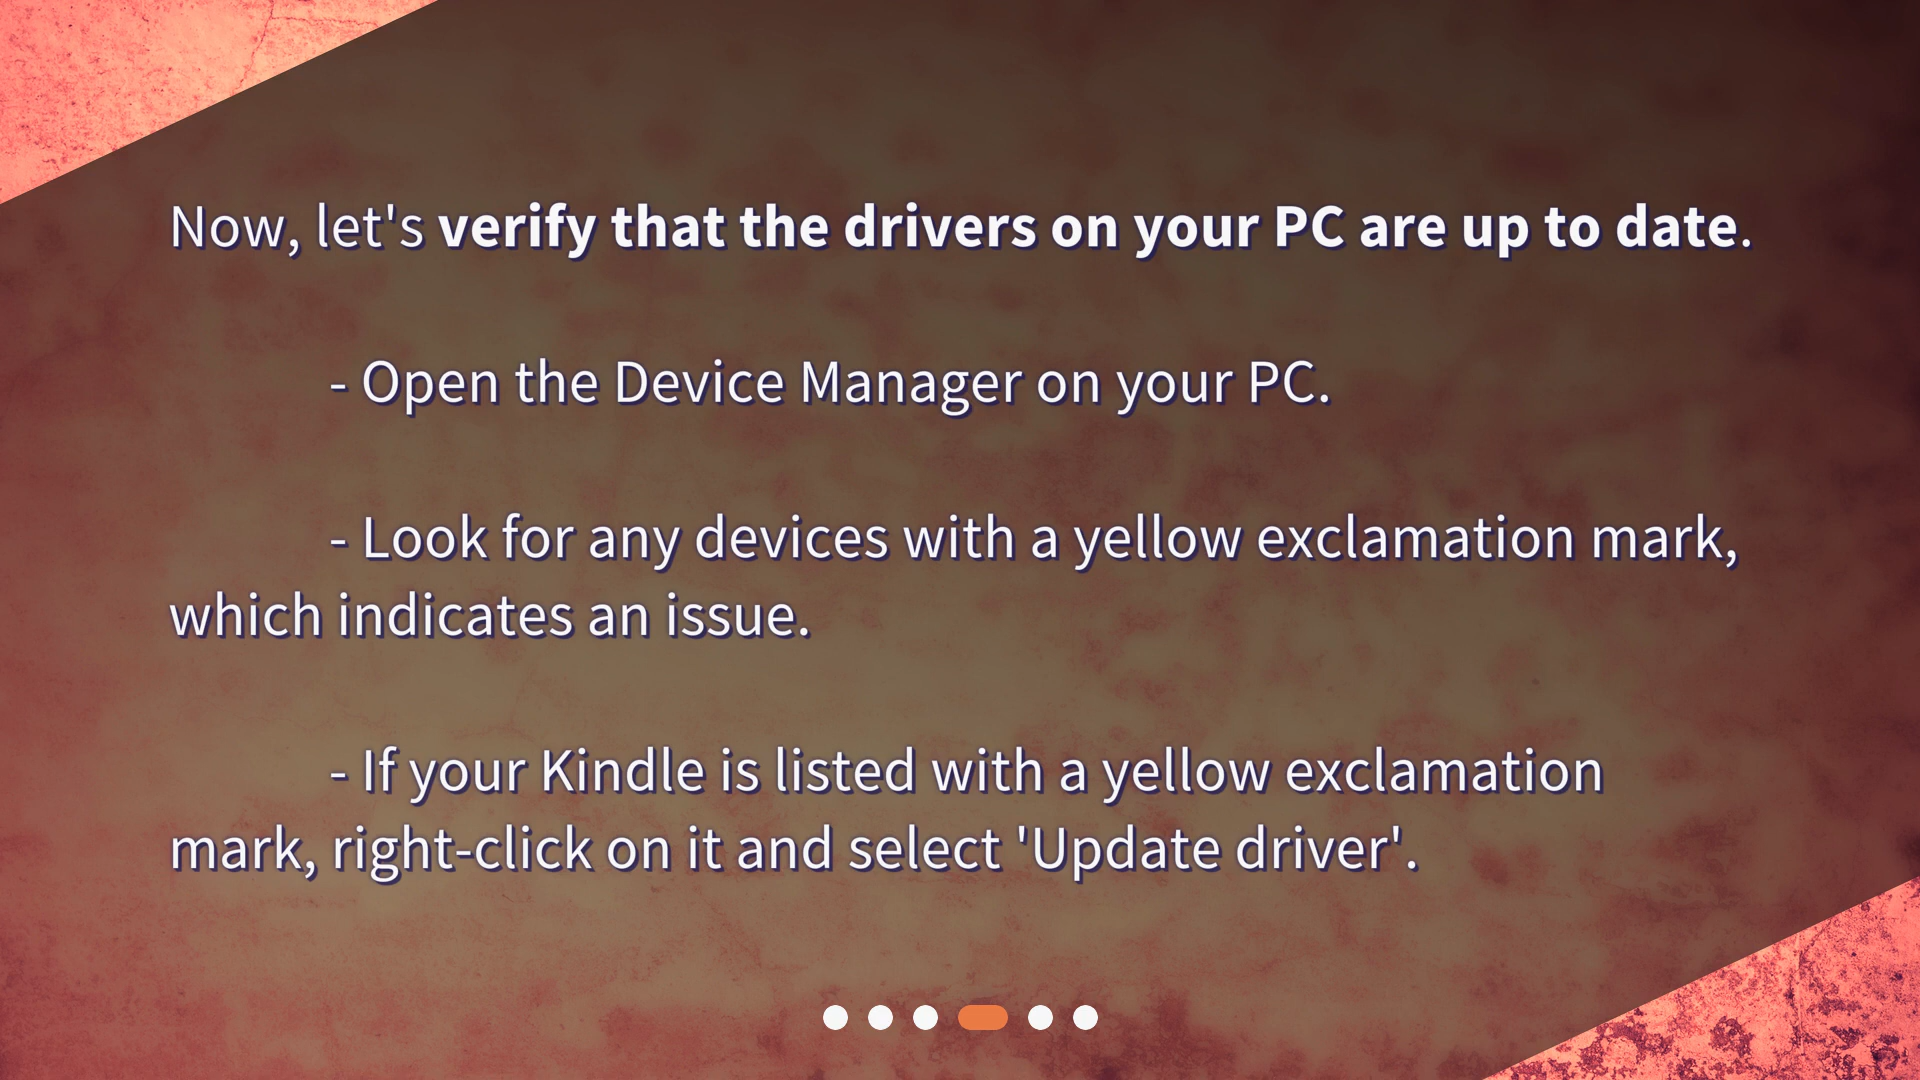 Now, let's verify that the drivers on your PC are up to date.
- Open the Device Manager on your PC.
- Look for any devices with a yellow exclamation mark,
which indicates an issue.
- If your Kindle is listed with a yellow exclamation
mark, right-click on it and select 'Update driver'.